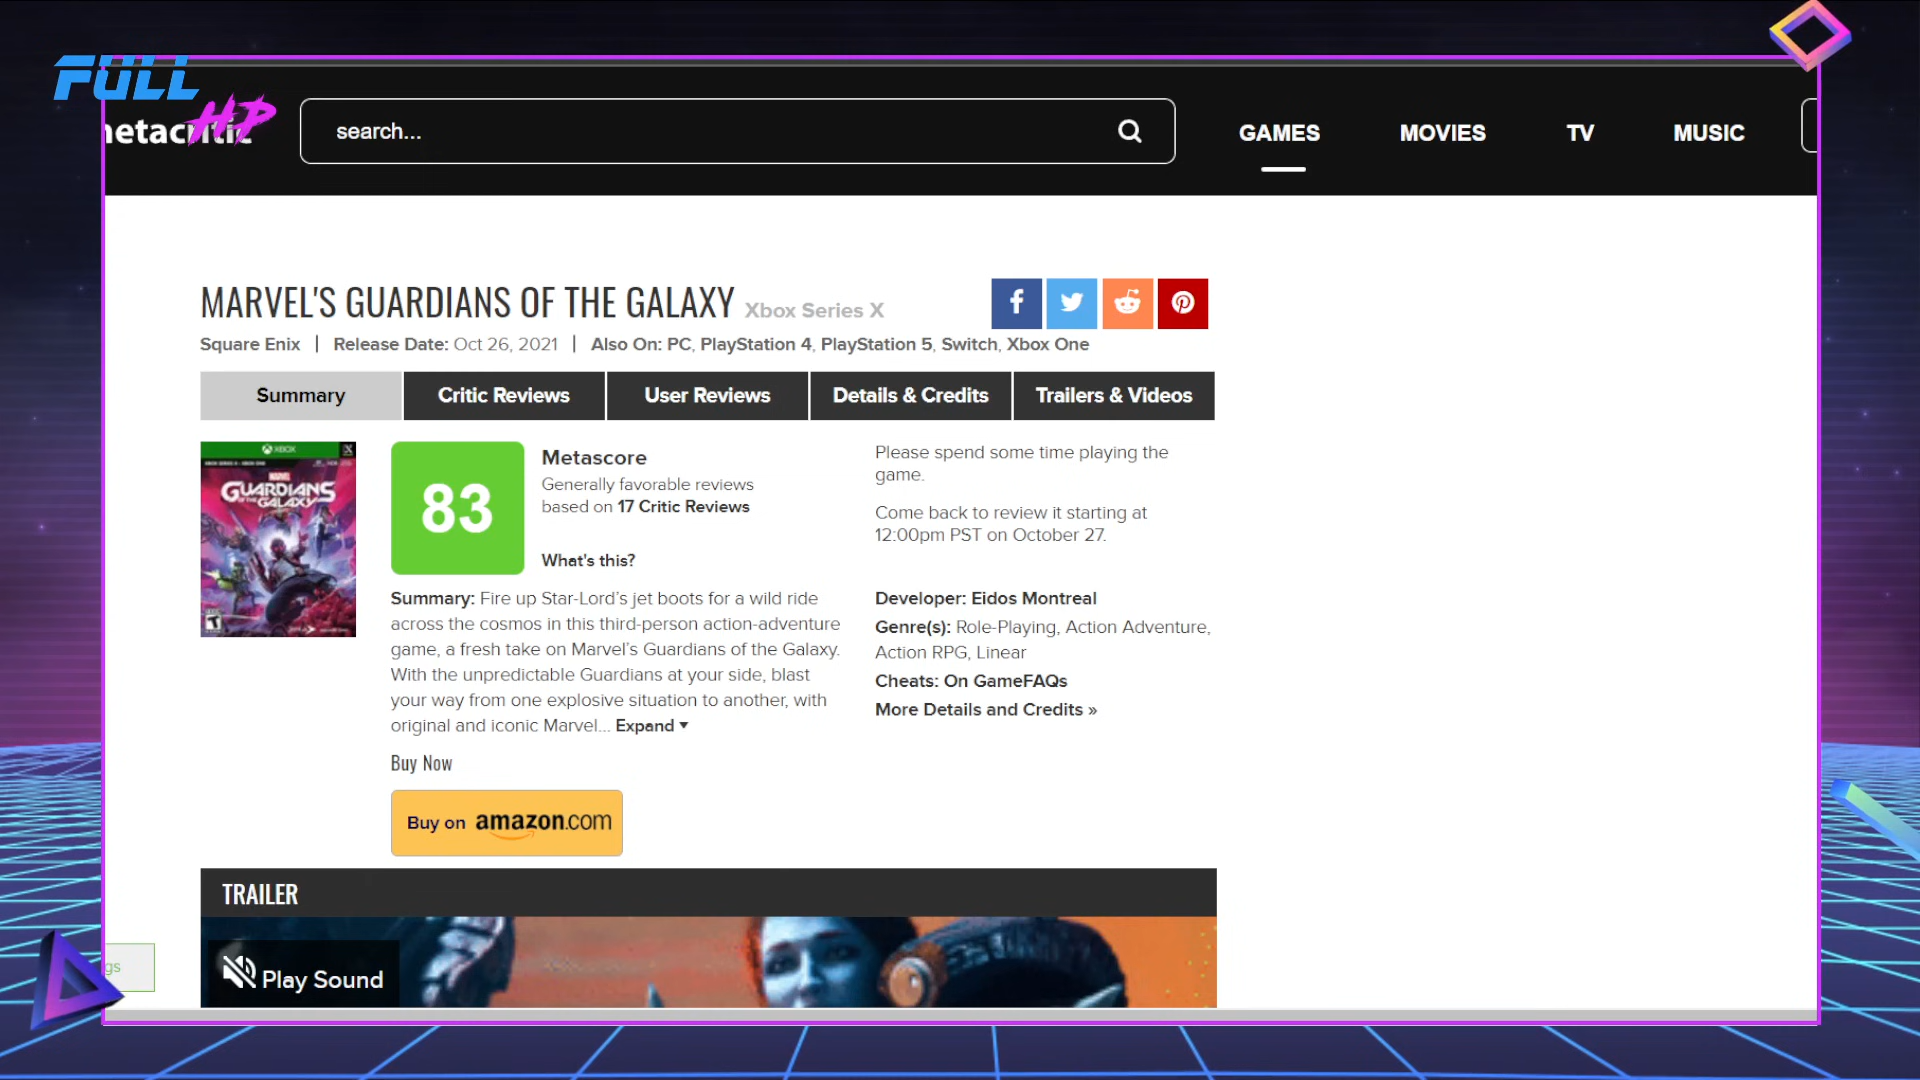 FULL HP
metacritic
search...
GAMES MOVIES TV MUSIC
MARVEL'S GUARDIANS OF THE GALAXY Xbox Series X
Square Enix | Release Date: Oct 26, 2021 | Also On: PC, PlayStation 4, PlayStation 5, Switch, Xbox One
Summary Critic Reviews User Reviews Details & Credits Trailers & Videos
XBOX X
MARVEL
GUARDIANS
OF THE GALAXY
T
83
Metascore
Generally favorable reviews
based on 17 Critic Reviews
What's this?
Please spend some time playing the
game.
Come back to review it starting at
12:00pm PST on October 27.
Summary: Fire up Star-Lord’s jet boots for a wild ride
across the cosmos in this third-person action-adventure
game, a fresh take on Marvel’s Guardians of the Galaxy.
With the unpredictable Guardians at your side, blast
your way from one explosive situation to another, with
original and iconic Marvel... Expand ▼
Developer: Eidos Montreal
Genre(s): Role-Playing, Action Adventure,
Action RPG, Linear
Cheats: On GameFAQs
More Details and Credits »
Buy Now
Buy on amazon.com
TRAILER
gs
Play Sound